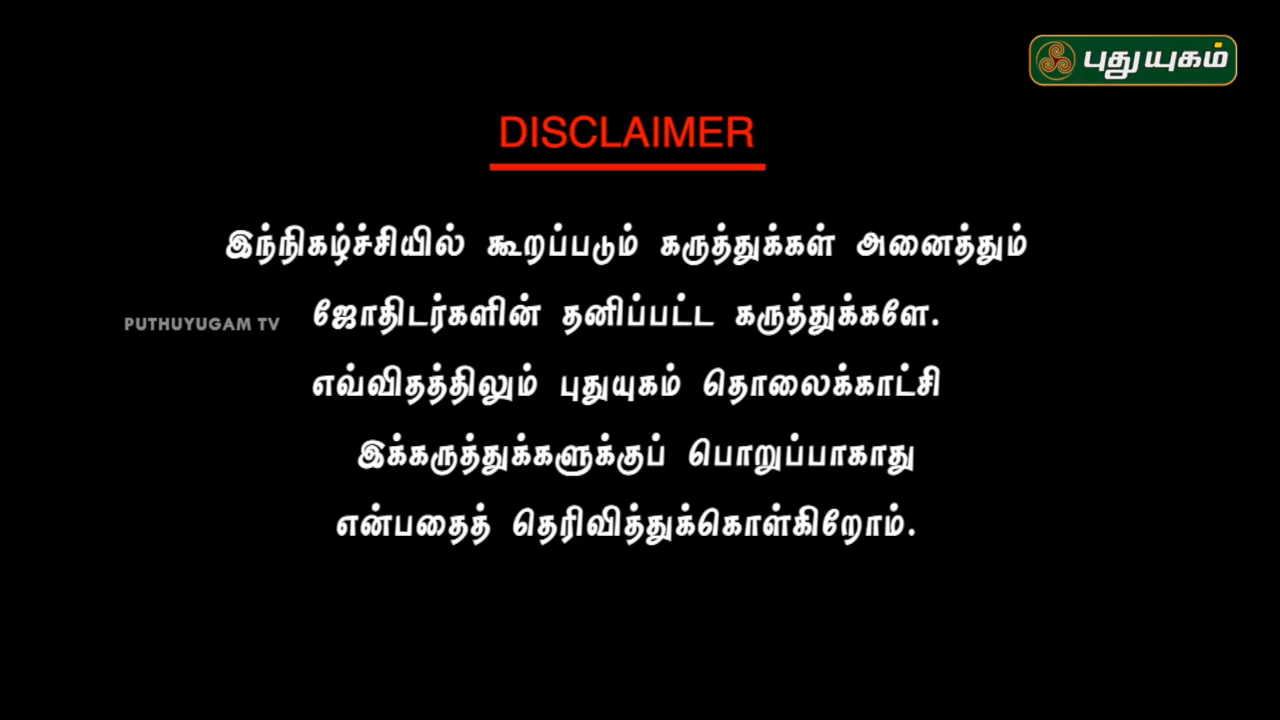 புதுயுகம்
DISCLAIMER
இந்நிகழ்ச்சியில் கூறப்படும் கருத்துக்கள் அனைத்தும்
PUTHUYUGAM TV
ஜோதிடர்களின் தனிப்பட்ட கருத்துக்களே.
எவ்விதத்திலும் புதுயுகம் தொலைக்காட்சி
இக்கருத்துக்களுக்குப் பொறுப்பாகாது
என்பதைத் தெரிவித்துக்கொள்கிறோம்.